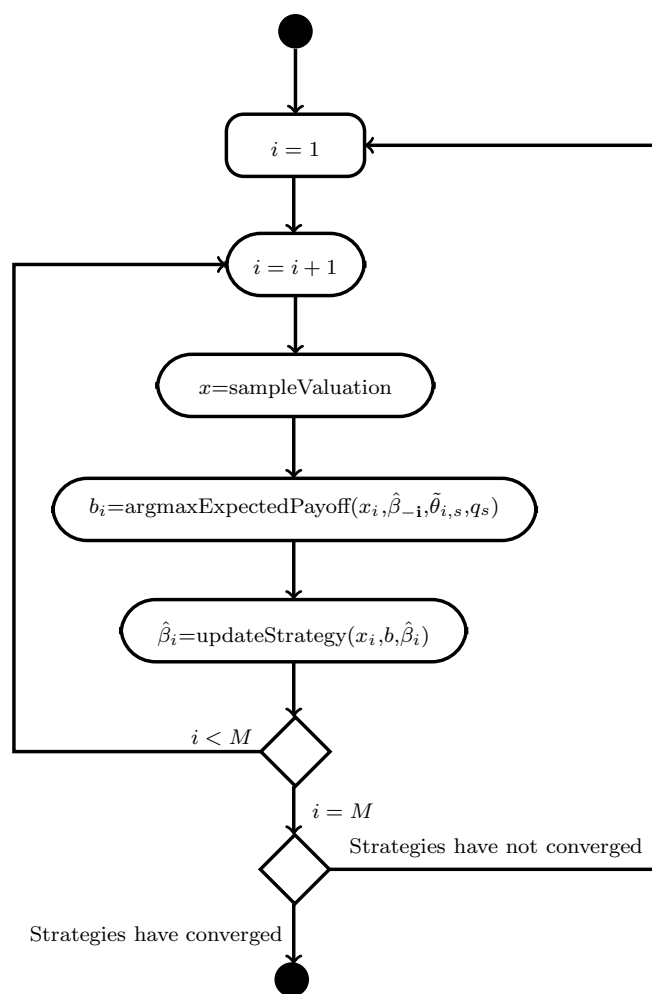 i = 1
i = i + 1
x=sampleValuation
b_i=argmaxExpectedPayoff(x_i,β̂_{−i},θ̃_{i,s},q_s)
β̂_i=updateStrategy(x_i,b,β̂_i)
i < M
i = M
Strategies have not converged
Strategies have converged